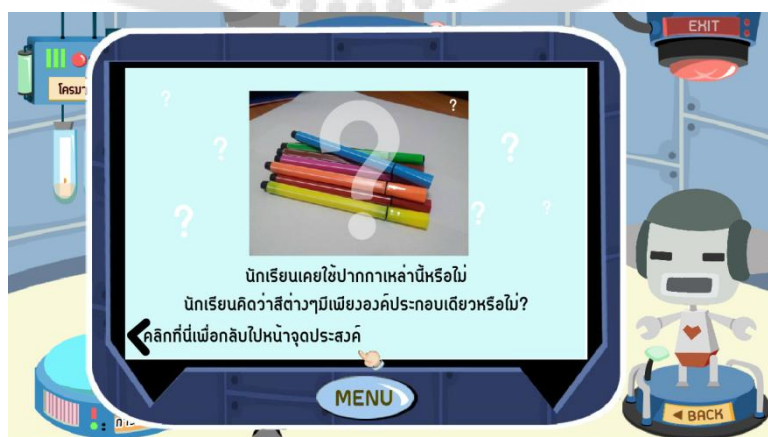 EXIT
นักเรียนเคยใช้ปากกาเหล่านี้หรือไม่
นักเรียนคิดว่าสีต่างๆมีเพียงองค์ประกอบเดียวหรือไม่?
คลิกที่นี่เพื่อกลับไปหน้าจุดประสงค์
MENU
BACK